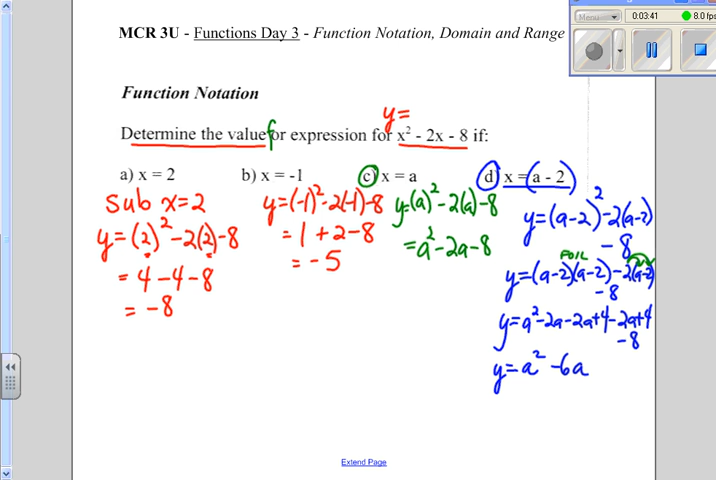 Menu 0:03:41 8.0 fps
MCR 3U - Functions Day 3 - Function Notation, Domain and Range
Function Notation
y=
Determine the value for expression for x² - 2x - 8 if:
a) x = 2 b) x = -1 c) x = a d) x = (a - 2)
sub x=2
y=(2)²-2(2)-8
= 4-4-8
= -8
y=(-1)²-2(-1)-8
= 1+2-8
= -5
y=(a)²-2(a)-8
=a²-2a-8
y=(a-2)²-2(a-2)
-8
FOIL
y=(a-2)(a-2)-2(a-2)
-8
y=a²-2a-2a+4-2a+4
-8
y=a²-6a
Extend Page